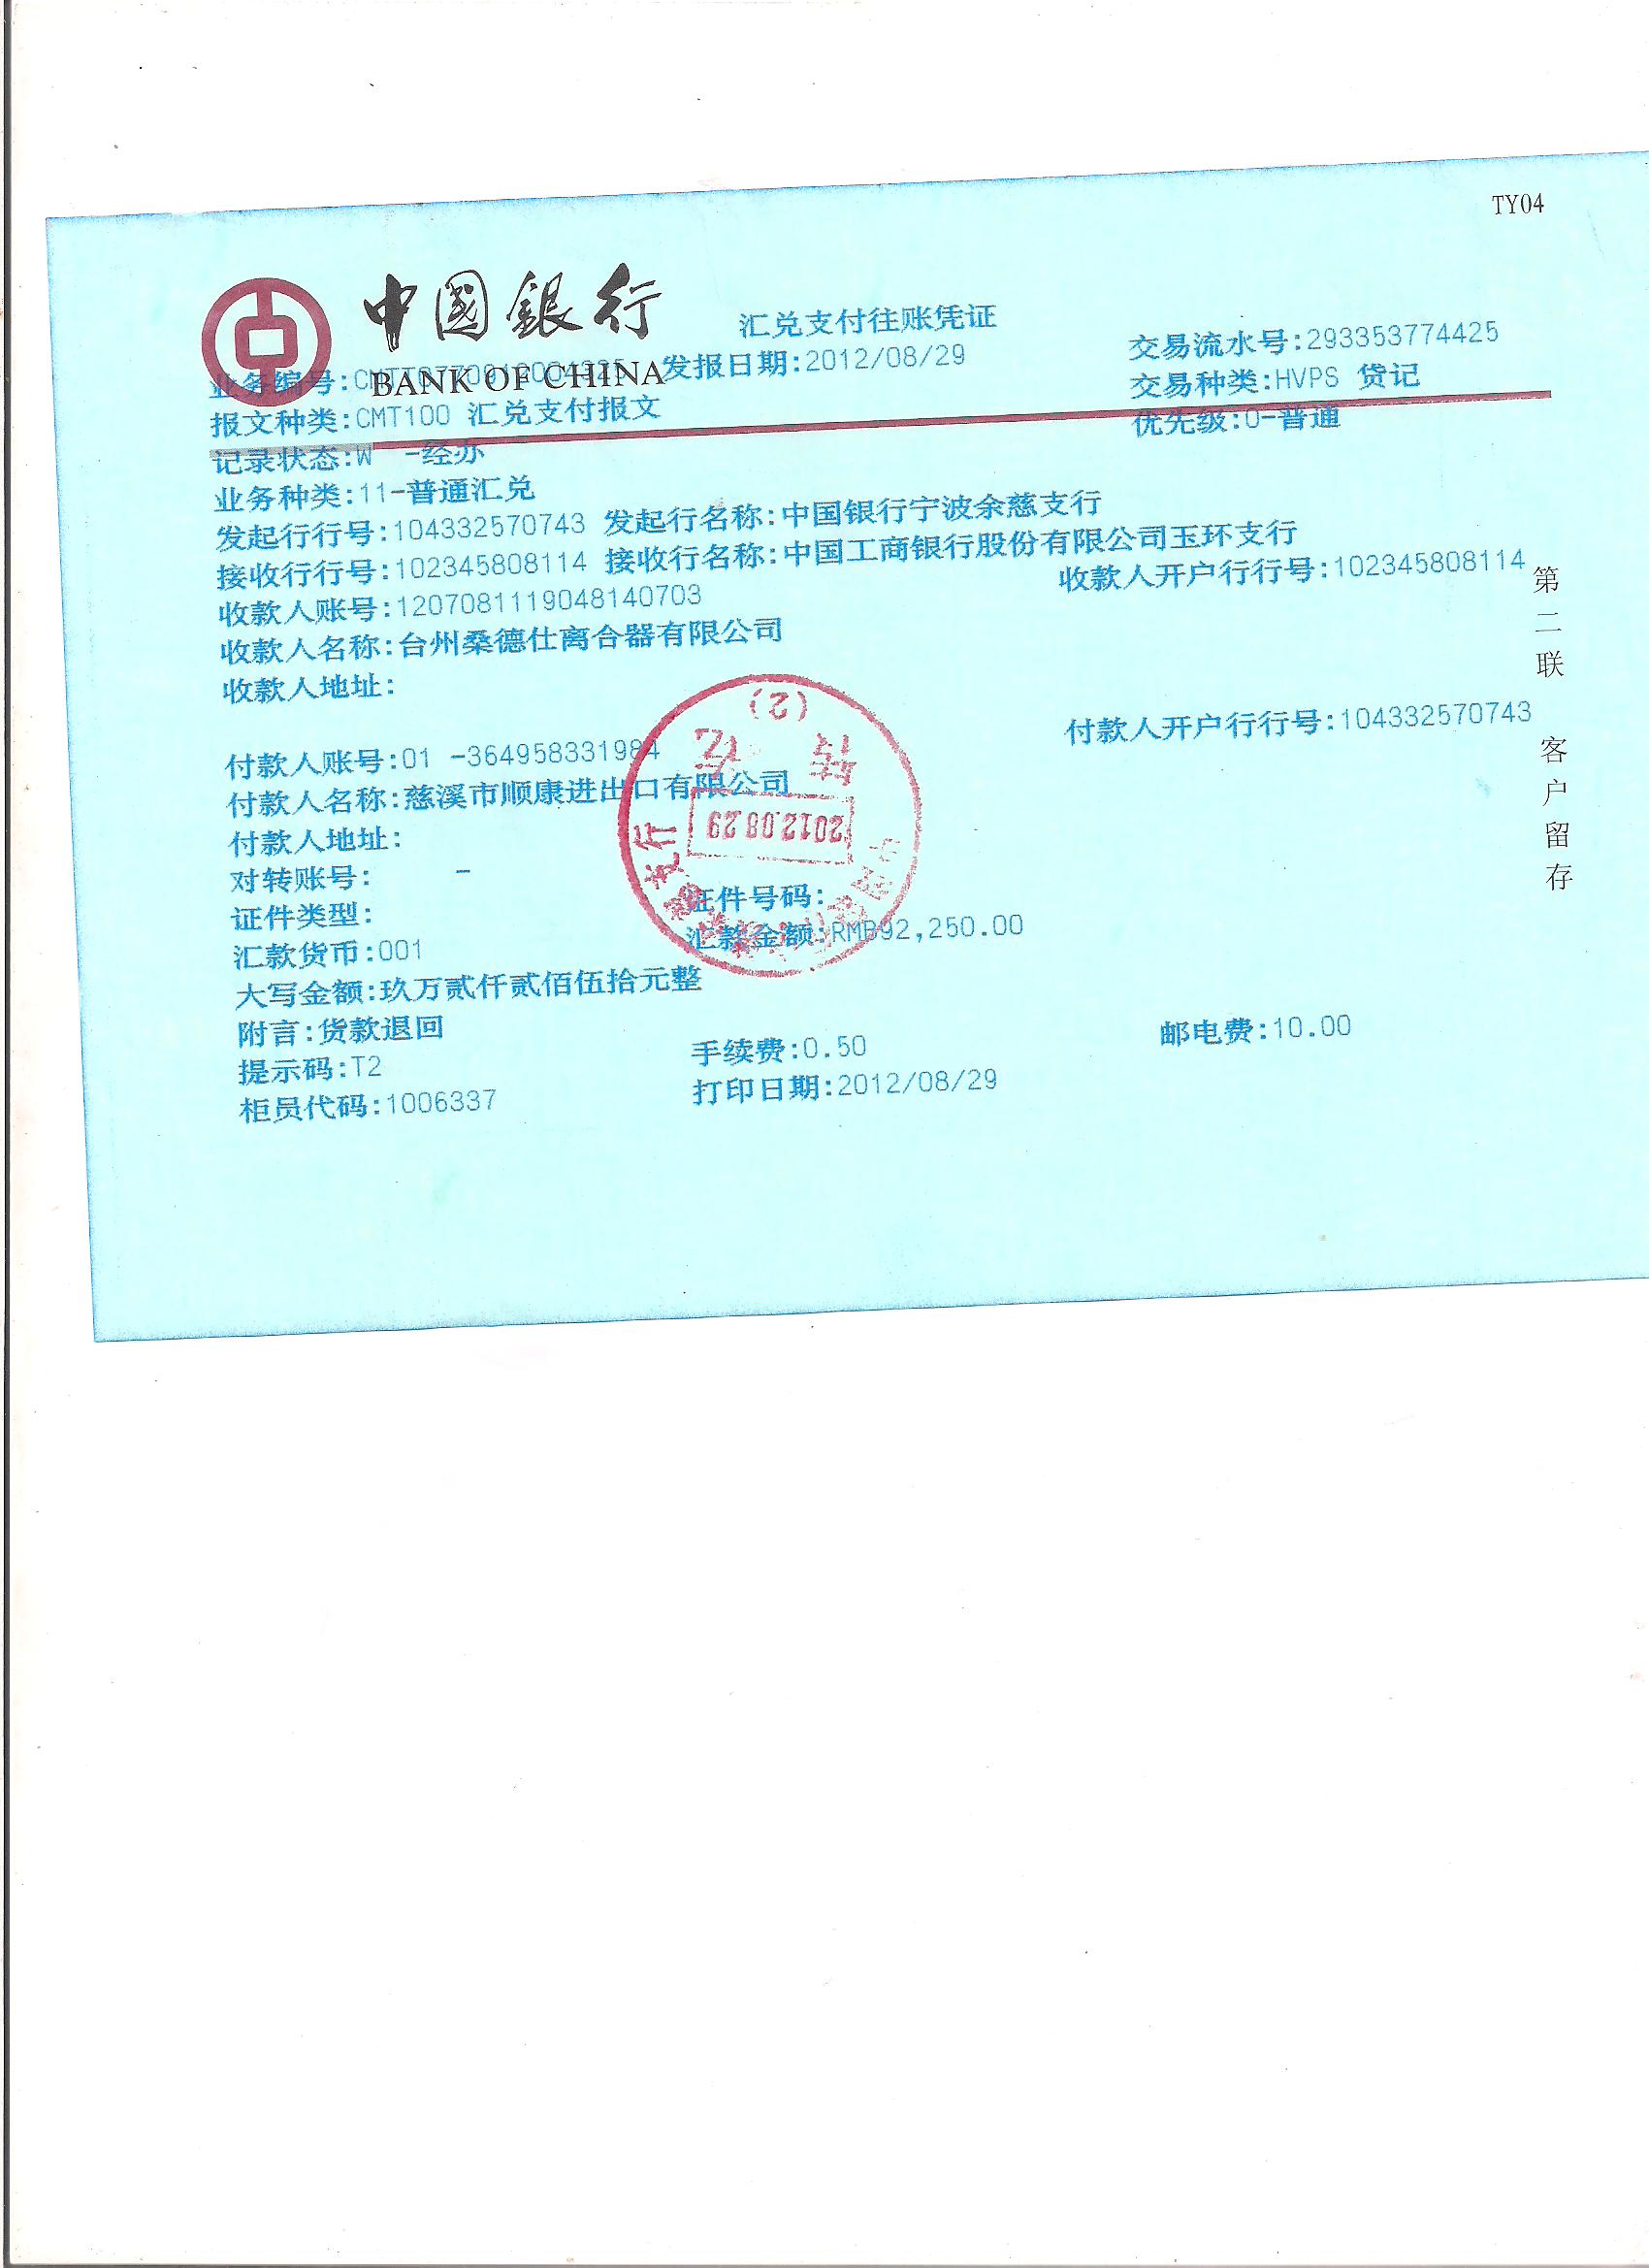 TY04
中國銀行
BANK OF CHINA
汇兑支付往账凭证
交易流水号:293353774425
业务编号:
发报日期:2012/08/29
交易种类:HVPS 贷记
报文种类:CMT100 汇兑支付报文
优先级:0-普通
记录状态:W -经办
业务种类:11-普通汇兑
发起行行号:104332570743 发起行名称:中国银行宁波余慈支行
接收行行号:102345808114 接收行名称:中国工商银行股份有限公司玉环支行
收款人账号:1207081119048140703
收款人开户行行号:102345808114
收款人名称:台州桑德仕离合器有限公司
收款人地址:
付款人账号:01 -364958331984
付款人开户行行号:104332570743
付款人名称:慈溪市顺康进出口有限公司
付款人地址:
对转账号: -
证件类型:
证件号码:
汇款货币:001
汇款金额:RMB92,250.00
大写金额:玖万贰仟贰佰伍拾元整
附言:货款退回
提示码:T2
手续费:0.50
邮电费:10.00
柜员代码:1006337
打印日期:2012/08/29
第二联 客户留存
(2)
转讫
2012.08.29